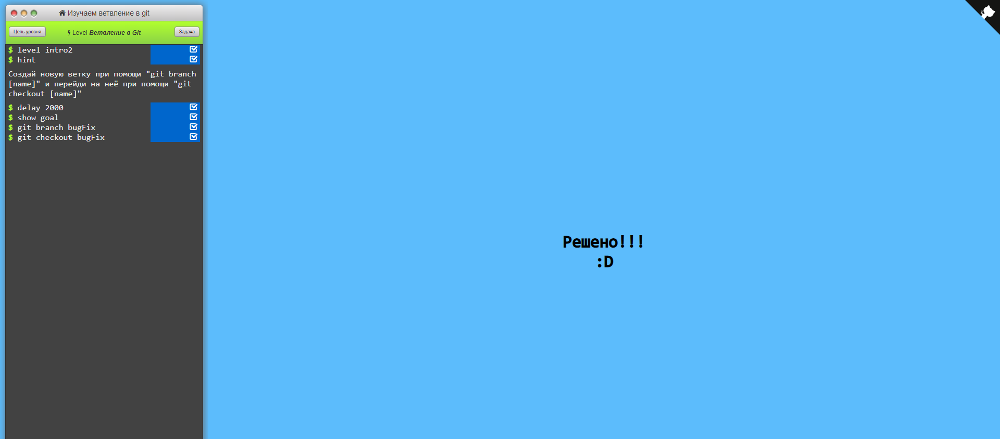 Изучаем ветвление в git
Цель уровня
Level Ветвление в Git
Задача
$ level intro2
$ hint
Создай новую ветку при помощи "git branch
[name]" и перейди на неё при помощи "git
checkout [name]"
$ delay 2000
$ show goal
$ git branch bugFix
$ git checkout bugFix
Решено!!!
:D